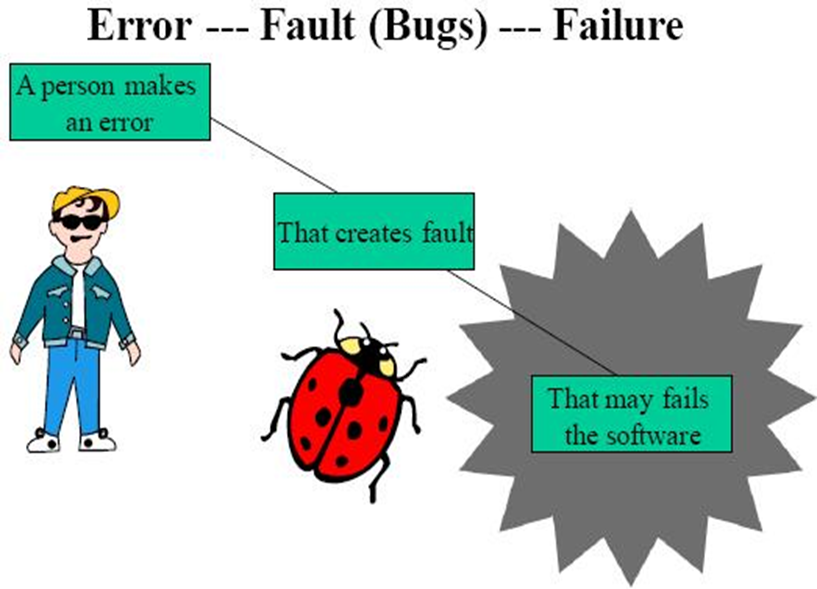 Error --- Fault (Bugs) --- Failure
A person makes
an error
That creates fault
That may fails
the software